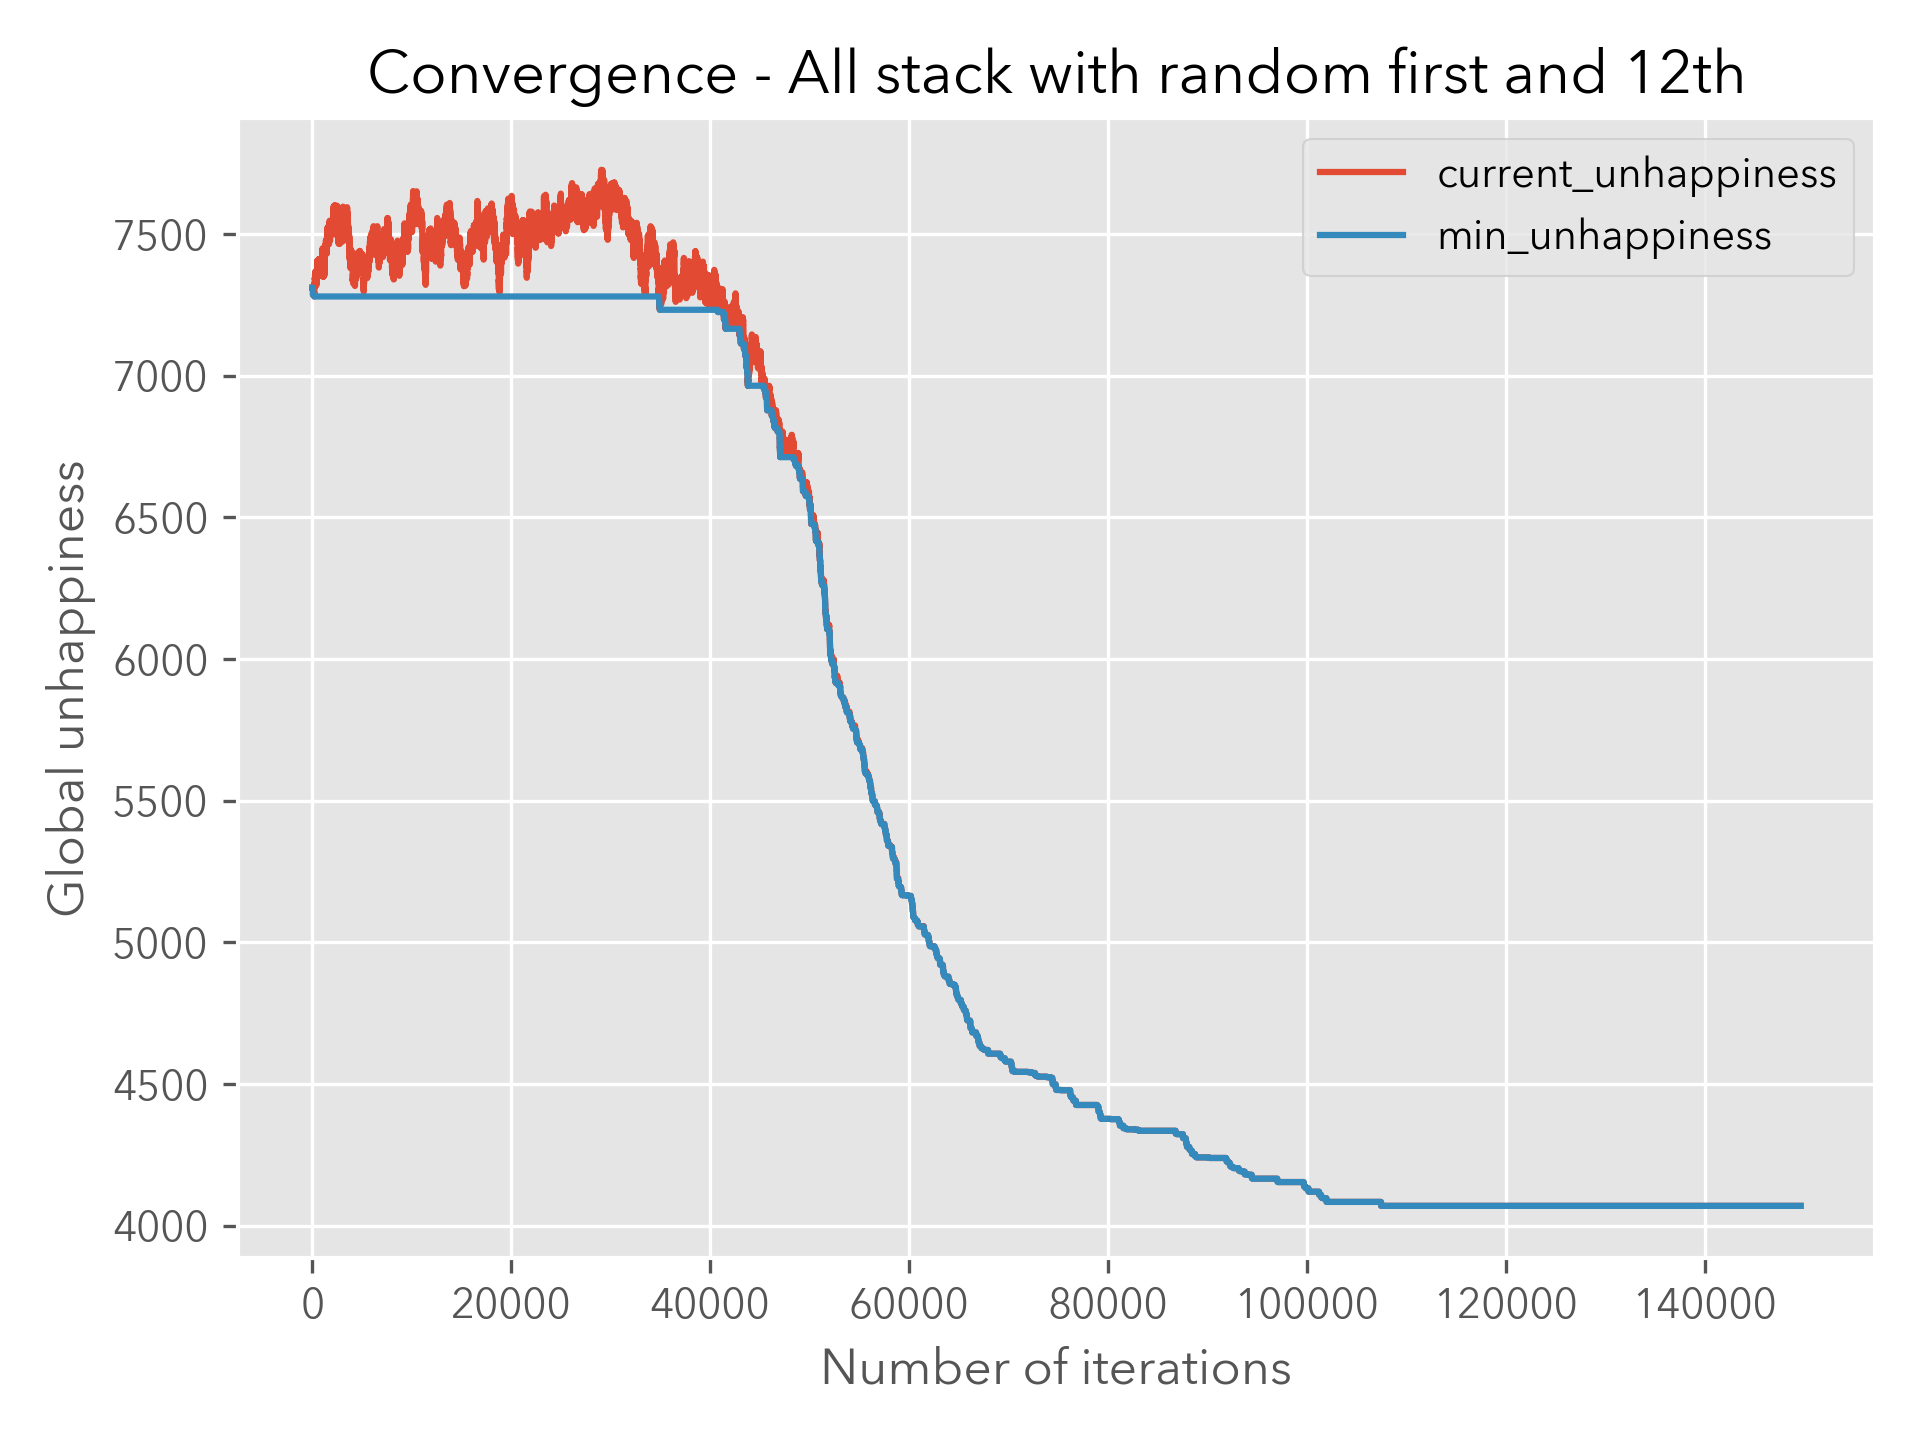 Convergence - All stack with random first and 12th
current_unhappiness
min_unhappiness
7500
7000
6500
6000
5500
5000
4500
4000
Global unhappiness
0 20000 40000 60000 80000 100000 120000 140000
Number of iterations